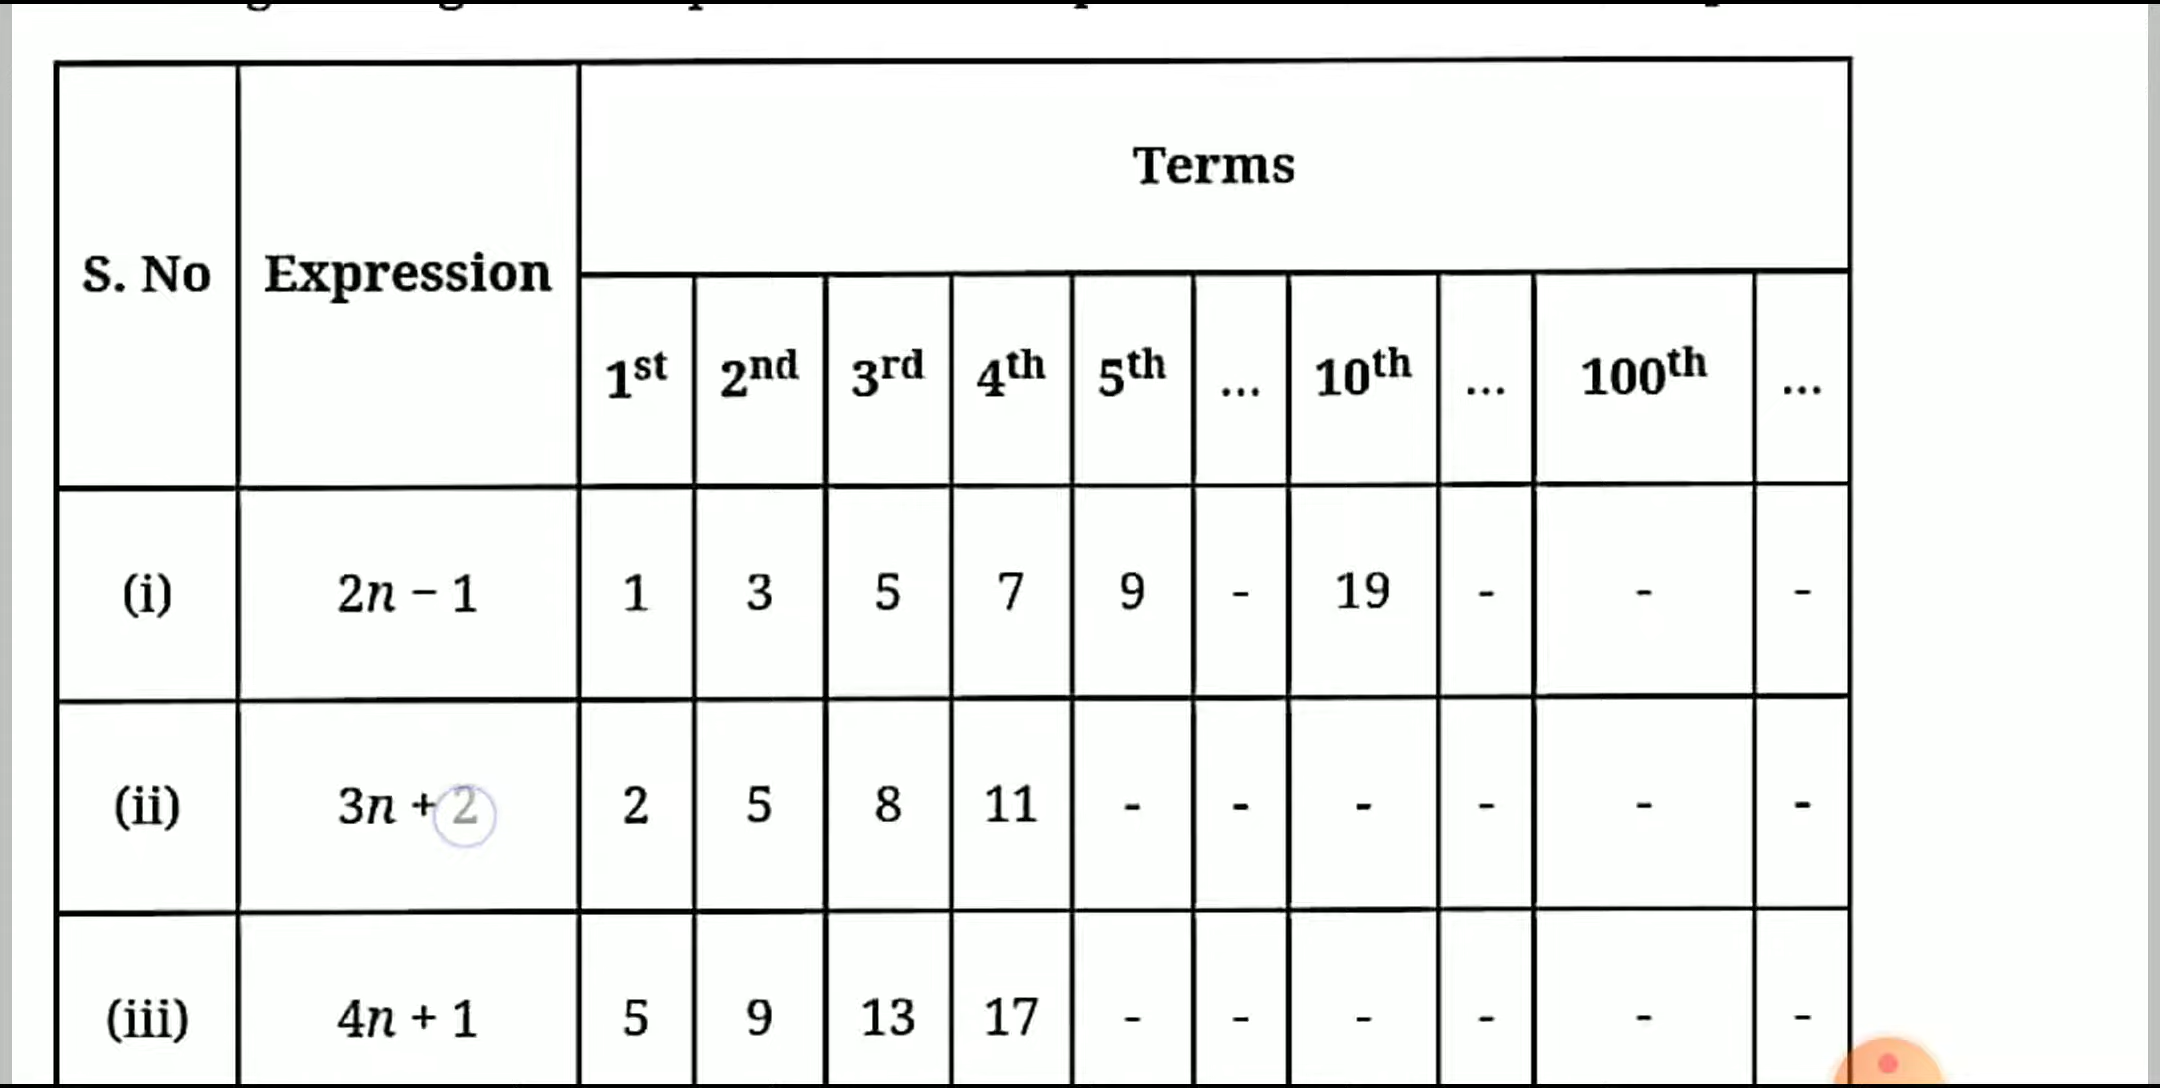 Terms
S. No Expression
1st 2nd 3rd 4th 5th ... 10th ... 100th ...
(i) 2n − 1 1 3 5 7 9 - 19 - - -
(ii) 3n + 2 2 5 8 11 - - - - - -
(iii) 4n + 1 5 9 13 17 - - - - - -